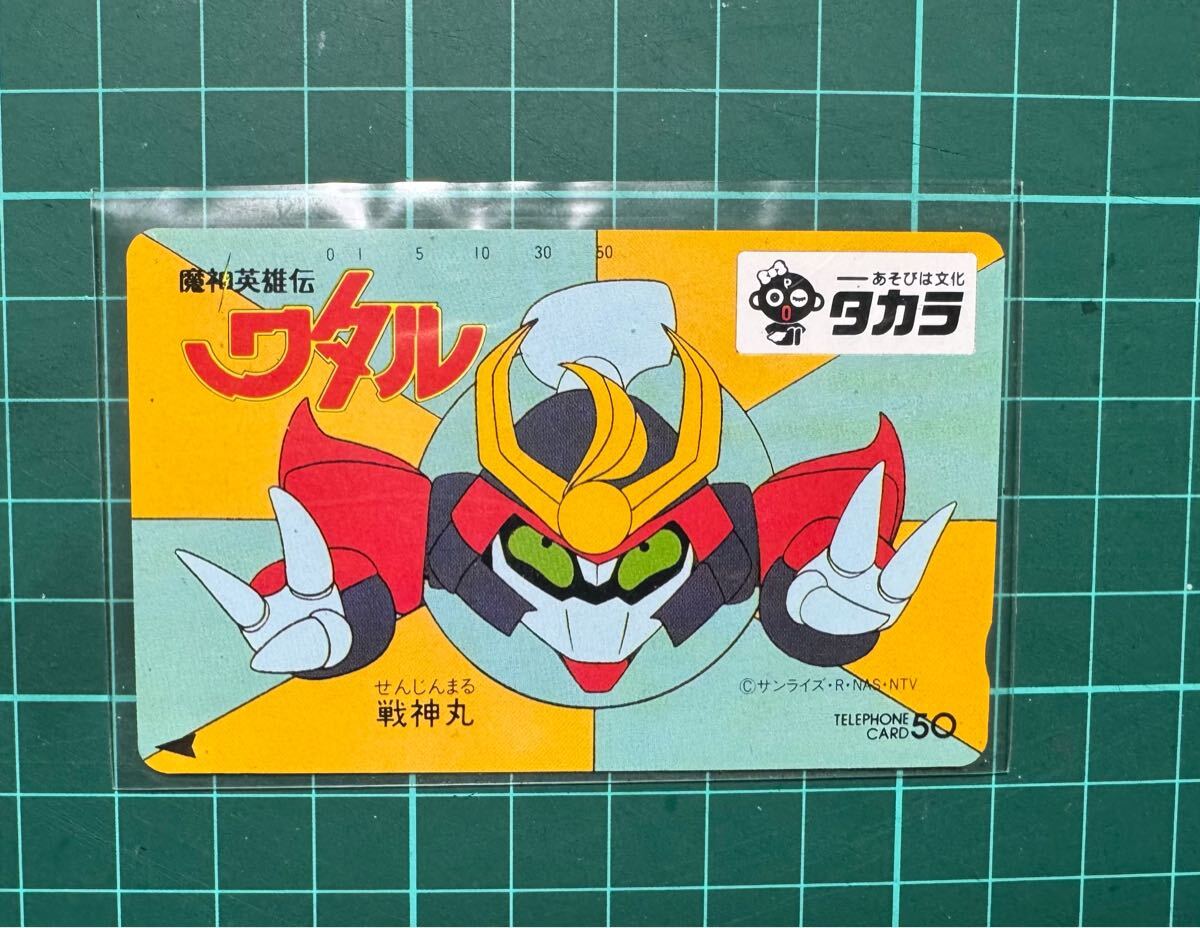 0 1 5 10 30 50
魔神英雄伝
ワタル
P
―あそびは文化
タカラ
せんじんまる
戦神丸
©サンライズ・R・NAS・NTV
TELEPHONE
CARD 50